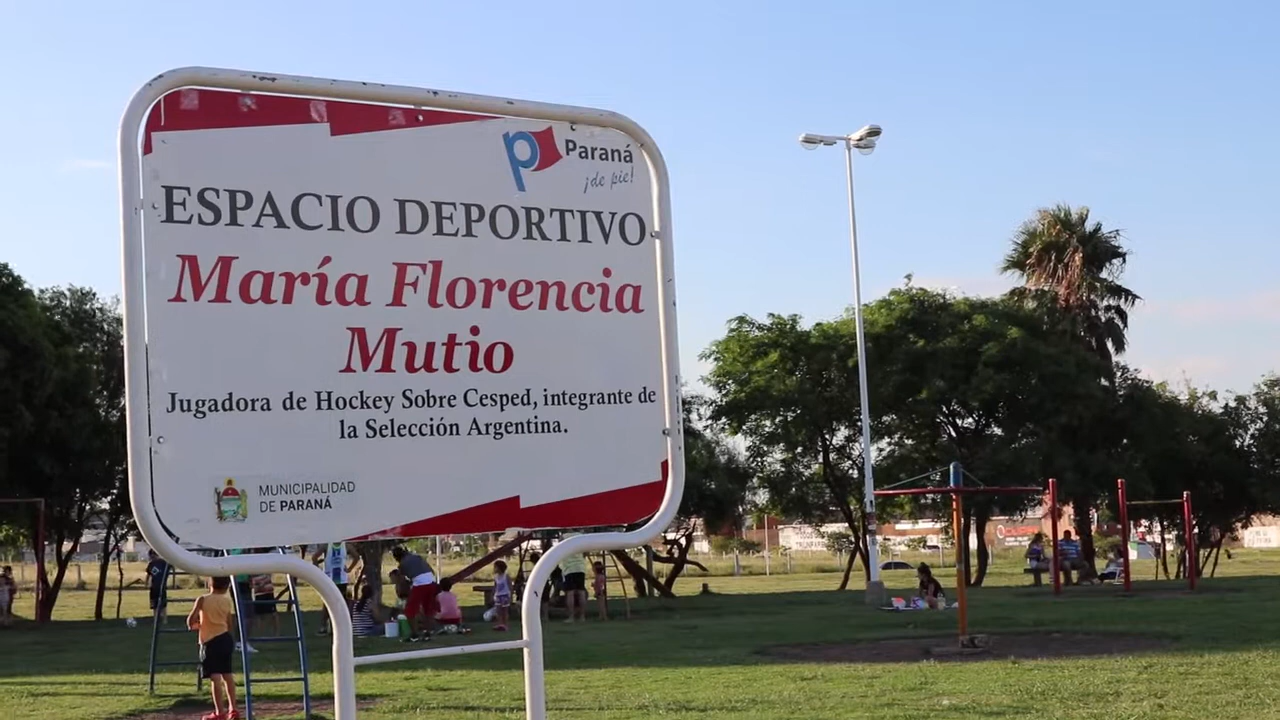 Paraná
¡de pie!
ESPACIO DEPORTIVO
María Florencia
Mutio
Jugadora de Hockey Sobre Cesped, integrante de
la Selección Argentina.
MUNICIPALIDAD
DE PARANÁ